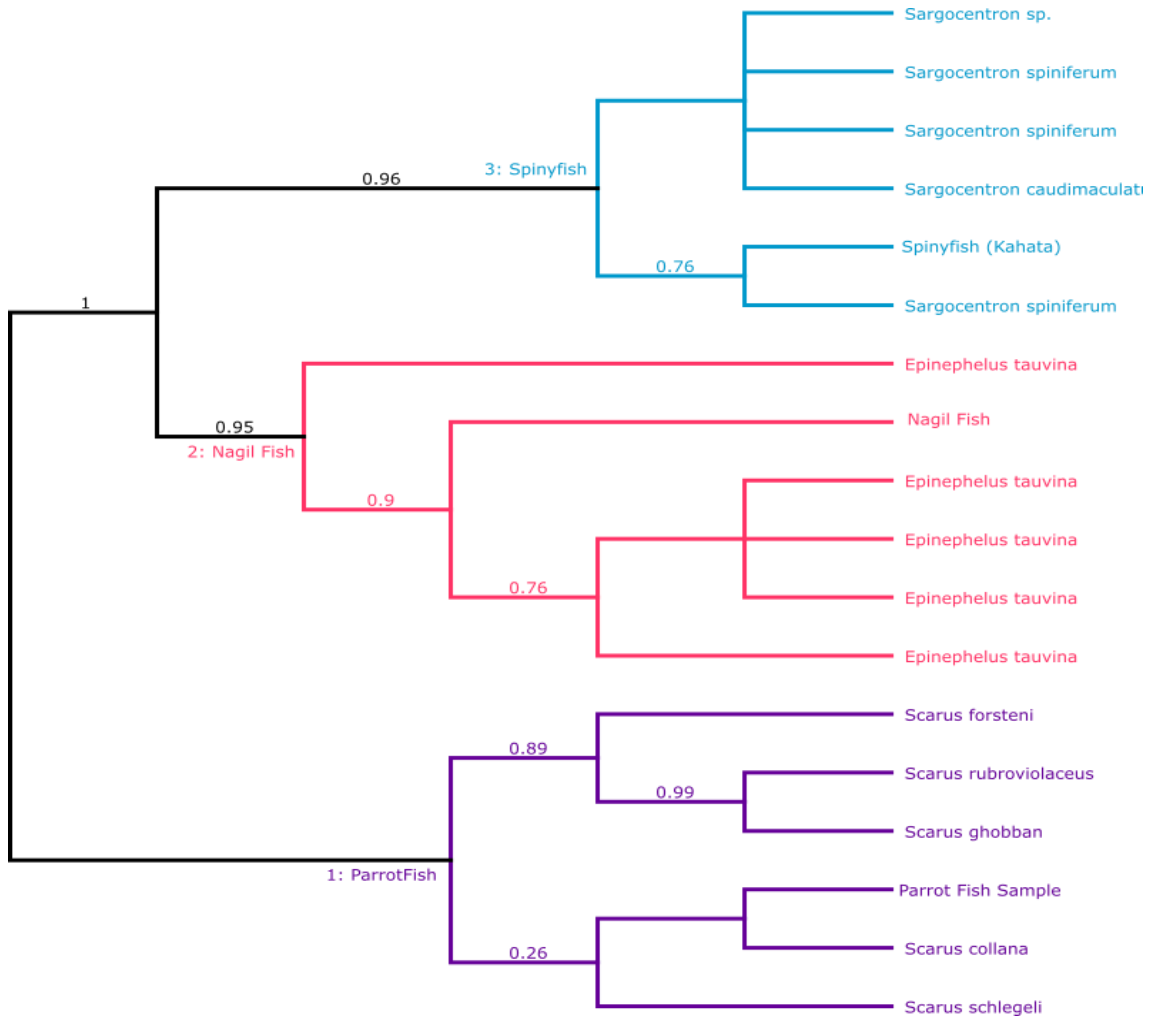 Sargocentron sp.
Sargocentron spiniferum
Sargocentron spiniferum
3: Spinyfish
0.96
Sargocentron caudimaculat
Spinyfish (Kahata)
0.76
Sargocentron spiniferum
1
Epinephelus tauvina
Nagil Fish
0.95
2: Nagil Fish
Epinephelus tauvina
0.9
Epinephelus tauvina
0.76
Epinephelus tauvina
Epinephelus tauvina
Scarus forsteni
0.89
Scarus rubroviolaceus
0.99
Scarus ghobban
1: ParrotFish
Parrot Fish Sample
Scarus collana
0.26
Scarus schlegeli